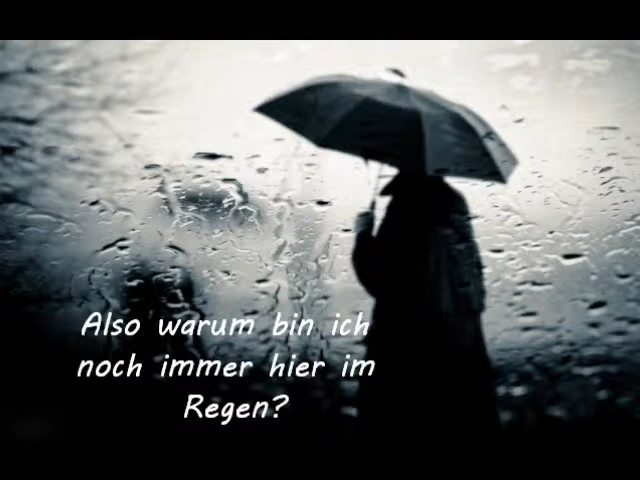 Also warum bin ich
noch immer hier im
Regen?